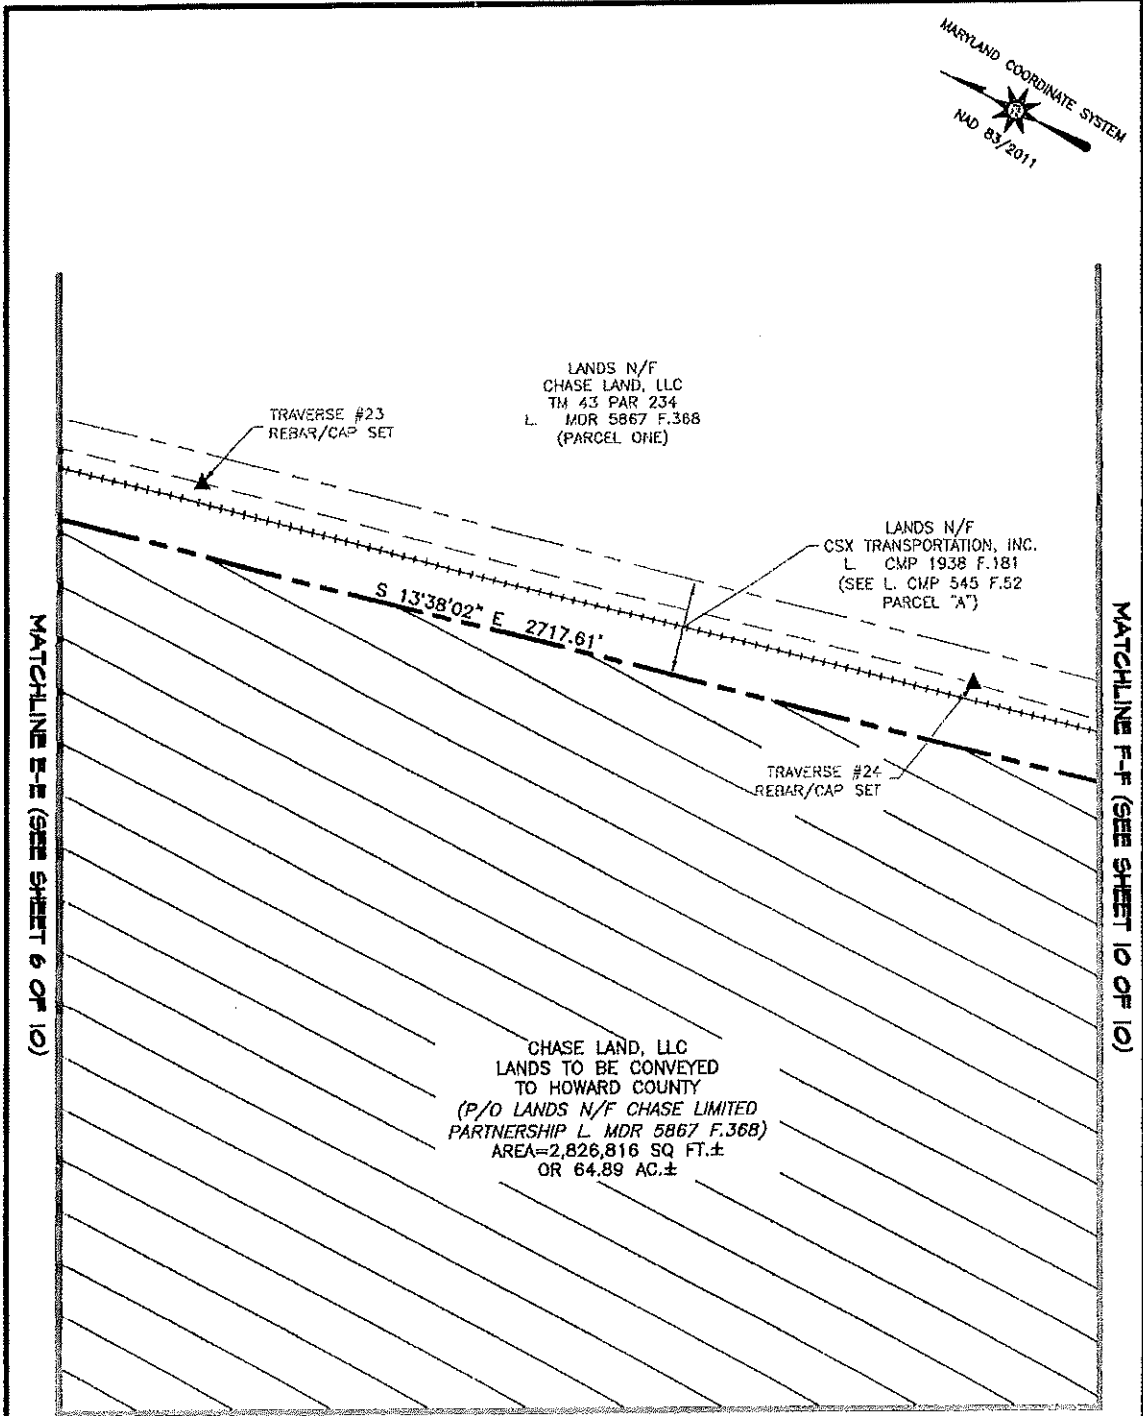 MARYLAND COORDINATE SYSTEM
NAD 83/2011
LANDS N/F
CHASE LAND, LLC
TM 43 PAR 234
L. MDR 5867 F.368
(PARCEL ONE)
TRAVERSE #23
REBAR/CAP SET
LANDS N/F
CSX TRANSPORTATION, INC.
L. CMP 1938 F.181
(SEE L. CMP 545 F.52
PARCEL "A")
S 13°38'02" E 2717.61'
TRAVERSE #24
REBAR/CAP SET
MATCHLINE E-E (SEE SHEET 6 OF 10)
MATCHLINE F-F (SEE SHEET 10 OF 10)
CHASE LAND, LLC
LANDS TO BE CONVEYED
TO HOWARD COUNTY
(P/O LANDS N/F CHASE LIMITED
PARTNERSHIP L. MDR 5867 F.368)
AREA=2,826,816 SQ FT.±
OR 64.89 AC.±